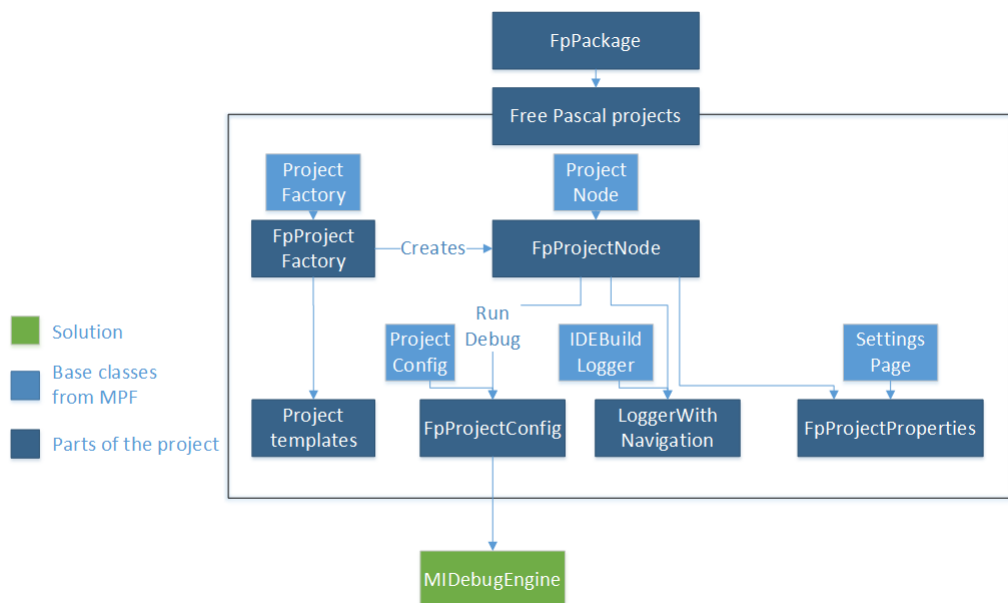 FpPackage
Free Pascal projects
Project
Factory
Project
Node
FpProject
Factory
Creates
FpProjectNode
Run
Debug
Project
Config
IDEBuild
Logger
Settings
Page
Solution
Base classes
from MPF
Parts of the project
Project
templates
FpProjectConfig
LoggerWith
Navigation
FpProjectProperties
MIDebugEngine